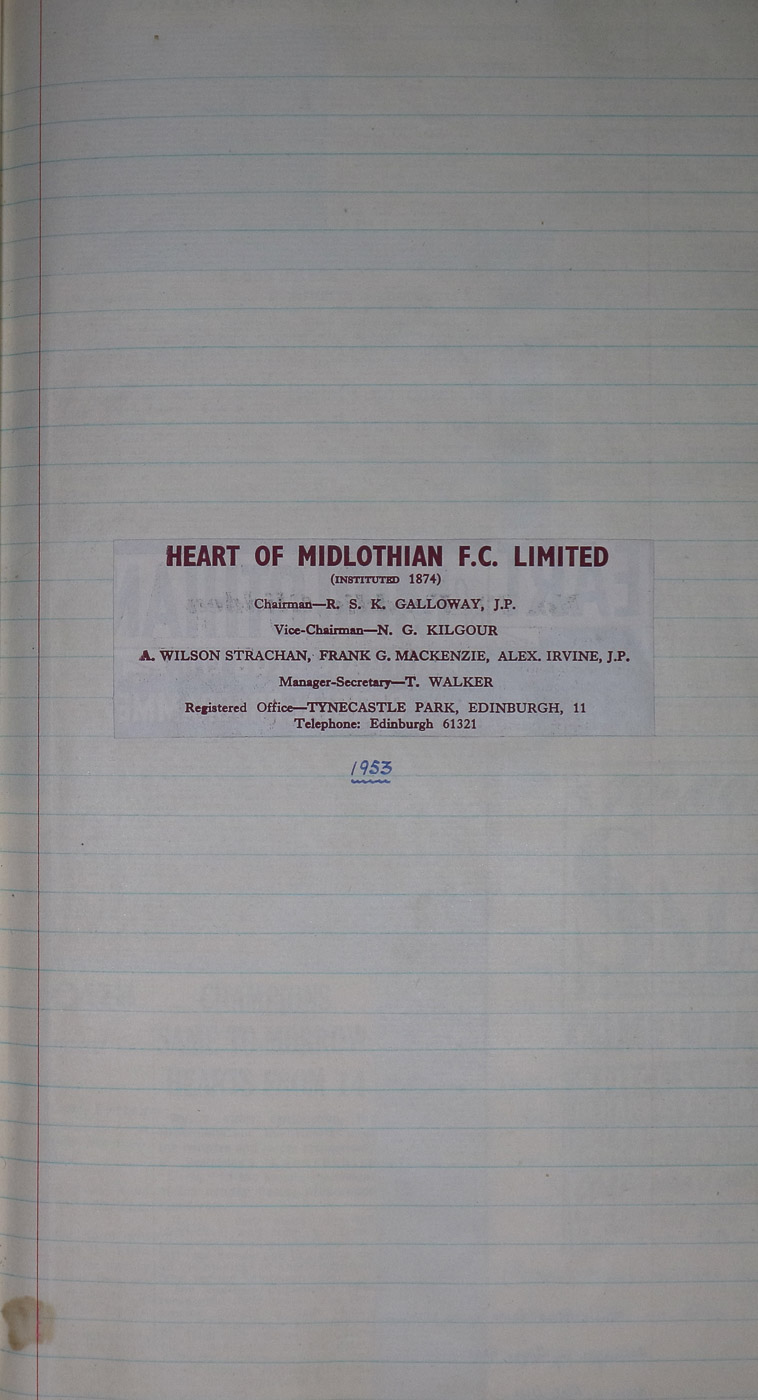 HEART OF MIDLOTHIAN F.C. LIMITED
(INSTITUTED 1874)
Chairman—R. S. K. GALLOWAY, J.P.
Vice-Chairman—N. G. KILGOUR
A. WILSON STRACHAN, FRANK G. MACKENZIE, ALEX. IRVINE, J.P.
Manager-Secretary—T. WALKER
Registered Office—TYNECASTLE PARK, EDINBURGH, 11
Telephone: Edinburgh 61321
1953